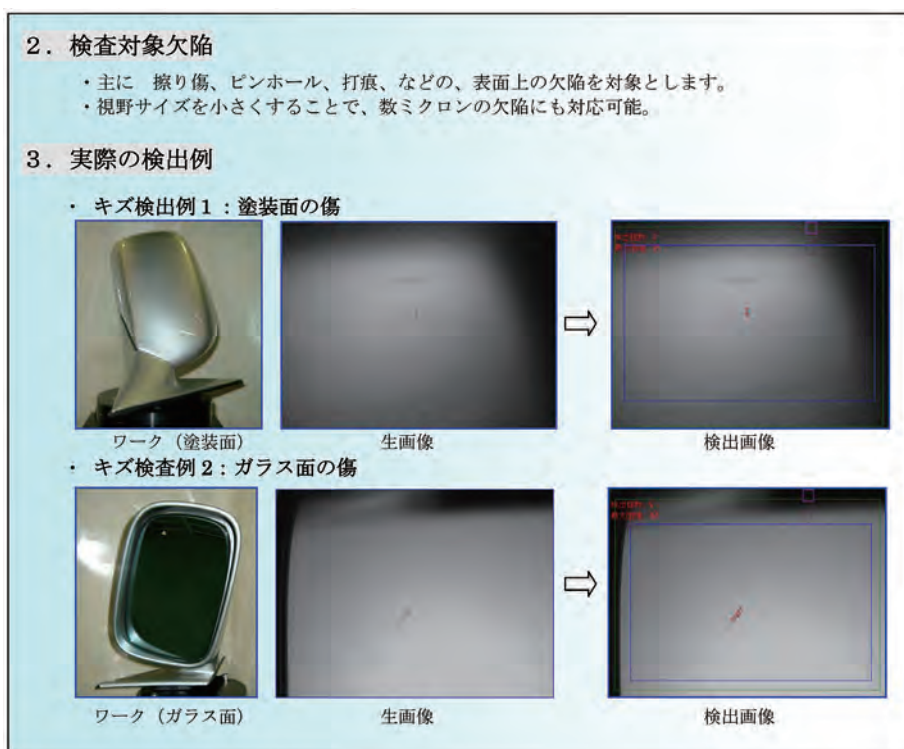 ２．検査対象欠陥
・主に　擦り傷、ピンホール、打痕、などの、表面上の欠陥を対象とします。
・視野サイズを小さくすることで、数ミクロンの欠陥にも対応可能。
３．実際の検出例
・ キズ検出例１：塗装面の傷
ワーク（塗装面）
生画像
検出画像
・ キズ検査例２：ガラス面の傷
ワーク（ガラス面）
生画像
検出画像